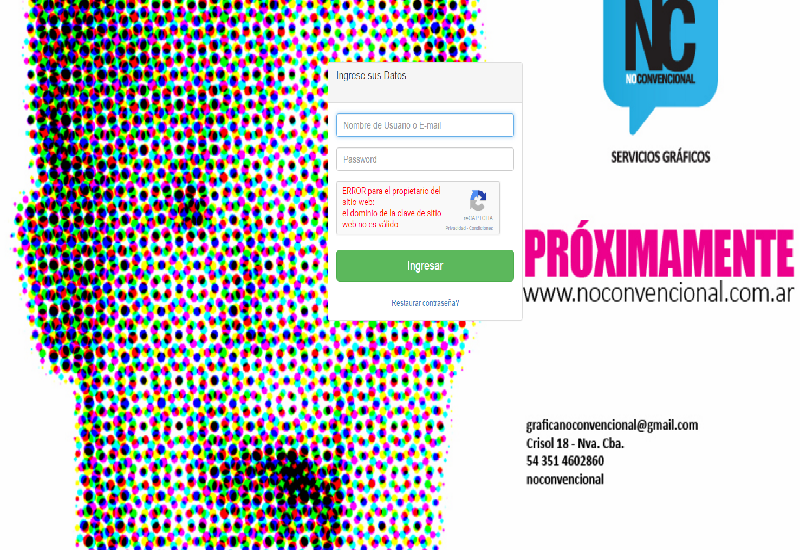 NC
NOCONVENCIONAL
SERVICIOS GRÁFICOS
Ingrese sus Datos
Nombre de Usuario o E-mail
Password
ERROR para el propietario del
sitio web:
el dominio de la clave de sitio
web no es válido
reCAPTCHA
Privacidad - Condiciones
Ingresar
Restaurar contraseña?
PRÓXIMAMENTE
www.noconvencional.com.ar
graficanoconvencional@gmail.com
Crisol 18 - Nva. Cba.
54 351 4602860
noconvencional